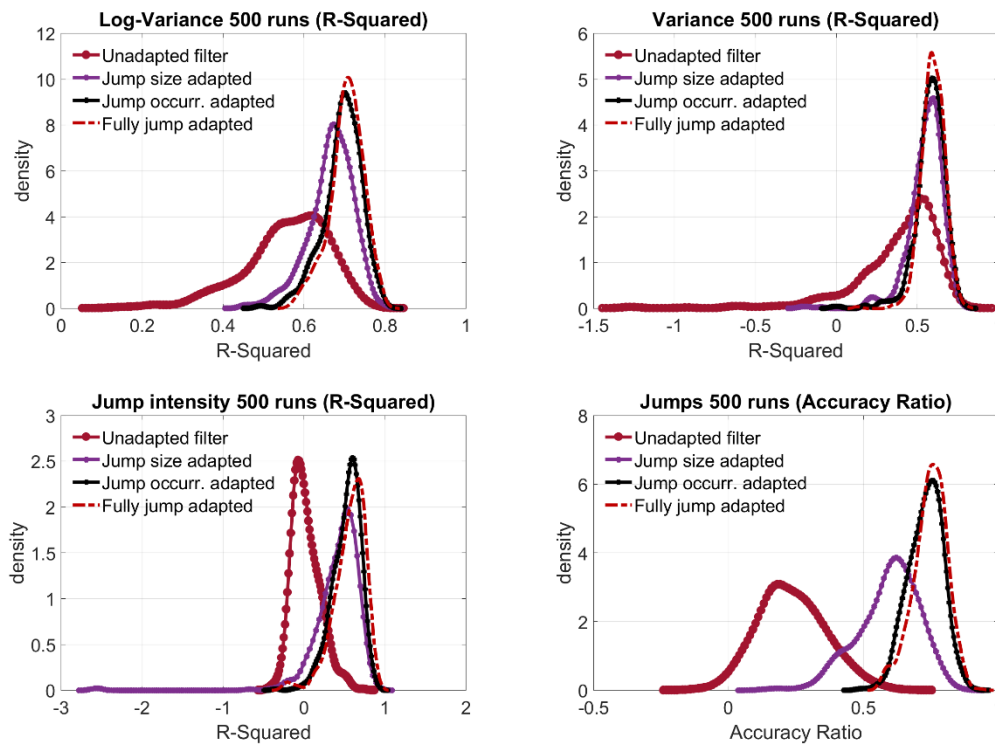 Log-Variance 500 runs (R-Squared)
12
10
8
6
4
2
0
density
Unadapted filter
Jump size adapted
Jump occurr. adapted
Fully jump adapted
0 0.2 0.4 0.6 0.8 1
R-Squared
Variance 500 runs (R-Squared)
6
5
4
3
2
1
0
density
Unadapted filter
Jump size adapted
Jump occurr. adapted
Fully jump adapted
-1.5 -1 -0.5 0 0.5
R-Squared
Jump intensity 500 runs (R-Squared)
3
2.5
2
1.5
1
0.5
0
density
Unadapted filter
Jump size adapted
Jump occurr. adapted
Fully jump adapted
-3 -2 -1 0 1 2
R-Squared
Jumps 500 runs (Accuracy Ratio)
8
6
4
2
0
density
Unadapted filter
Jump size adapted
Jump occurr. adapted
Fully jump adapted
-0.5 0 0.5
Accuracy Ratio